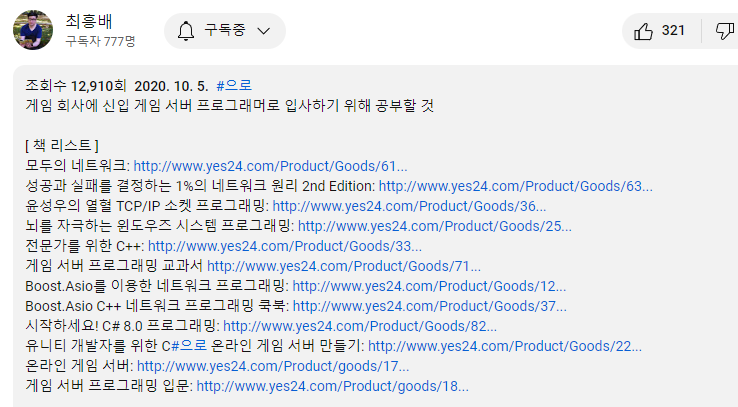 최흥배
구독자 777명
구독중
321
조회수 12,910회 2020. 10. 5. #으로
게임 회사에 신입 게임 서버 프로그래머로 입사하기 위해 공부할 것
[ 책 리스트 ]
모두의 네트워크: http://www.yes24.com/Product/Goods/61...
성공과 실패를 결정하는 1%의 네트워크 원리 2nd Edition: http://www.yes24.com/Product/Goods/63...
윤성우의 열혈 TCP/IP 소켓 프로그래밍: http://www.yes24.com/Product/Goods/36...
뇌를 자극하는 윈도우즈 시스템 프로그래밍: http://www.yes24.com/Product/Goods/25...
전문가를 위한 C++: http://www.yes24.com/Product/Goods/33...
게임 서버 프로그래밍 교과서 http://www.yes24.com/Product/Goods/71...
Boost.Asio를 이용한 네트워크 프로그래밍: http://www.yes24.com/Product/Goods/12...
Boost.Asio C++ 네트워크 프로그래밍 쿡북: http://www.yes24.com/Product/Goods/37...
시작하세요! C# 8.0 프로그래밍: http://www.yes24.com/Product/Goods/82...
유니티 개발자를 위한 C#으로 온라인 게임 서버 만들기: http://www.yes24.com/Product/Goods/22...
온라인 게임 서버: http://www.yes24.com/Product/goods/17...
게임 서버 프로그래밍 입문: http://www.yes24.com/Product/goods/18...